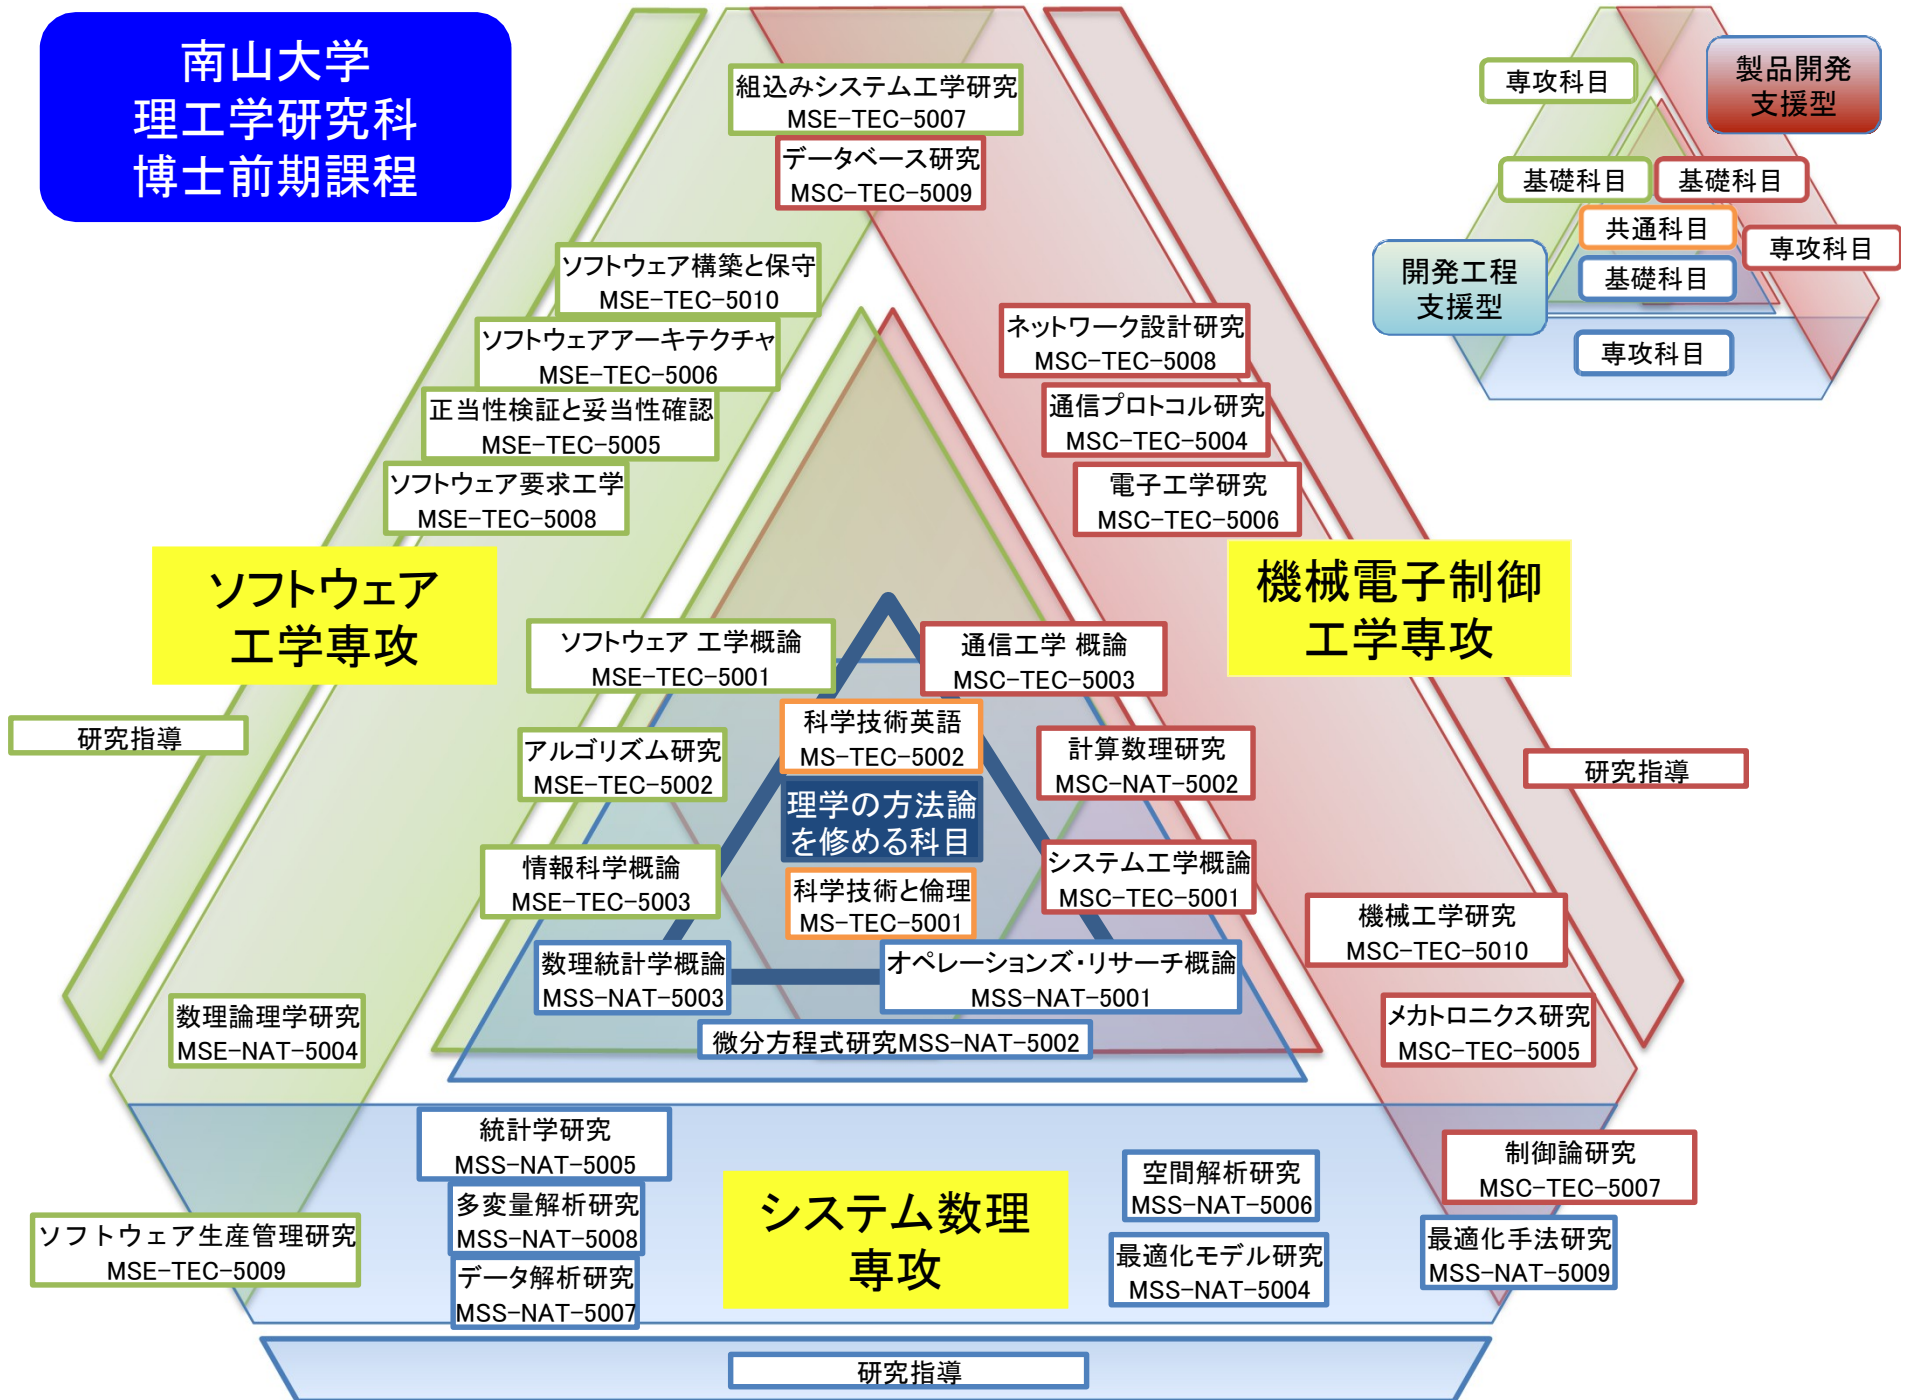 南山大学
理工学研究科
博士前期課程
組込みシステム工学研究
MSE-TEC-5007
データベース研究
MSC-TEC-5009
専攻科目
製品開発
支援型
基礎科目
基礎科目
共通科目
基礎科目
専攻科目
開発工程
支援型
専攻科目
ソフトウェア構築と保守
MSE-TEC-5010
ソフトウェアアーキテクチャ
MSE-TEC-5006
正当性検証と妥当性確認
MSE-TEC-5005
ソフトウェア要求工学
MSE-TEC-5008
ネットワーク設計研究
MSC-TEC-5008
通信プロトコル研究
MSC-TEC-5004
電子工学研究
MSC-TEC-5006
ソフトウェア
工学専攻
機械電子制御
工学専攻
ソフトウェア 工学概論
MSE-TEC-5001
通信工学 概論
MSC-TEC-5003
研究指導
アルゴリズム研究
MSE-TEC-5002
科学技術英語
MS-TEC-5002
計算数理研究
MSC-NAT-5002
研究指導
理学の方法論
を修める科目
情報科学概論
MSE-TEC-5003
科学技術と倫理
MS-TEC-5001
システム工学概論
MSC-TEC-5001
機械工学研究
MSC-TEC-5010
数理統計学概論
MSS-NAT-5003
オペレーションズ・リサーチ概論
MSS-NAT-5001
数理論理学研究
MSE-NAT-5004
微分方程式研究MSS-NAT-5002
メカトロニクス研究
MSC-TEC-5005
統計学研究
MSS-NAT-5005
多変量解析研究
MSS-NAT-5008
データ解析研究
MSS-NAT-5007
システム数理
専攻
空間解析研究
MSS-NAT-5006
最適化モデル研究
MSS-NAT-5004
制御論研究
MSC-TEC-5007
最適化手法研究
MSS-NAT-5009
ソフトウェア生産管理研究
MSE-TEC-5009
研究指導